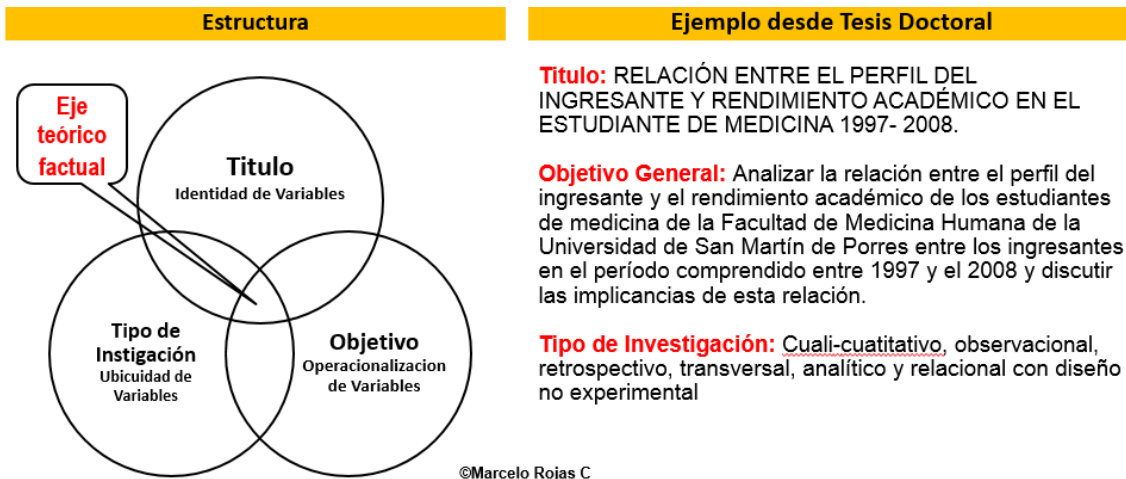 Estructura
Eje
teórico
factual
Titulo
Identidad de Variables
Tipo de
Instigación
Ubicuidad de
Variables
Objetivo
Operacionalizacion
de Variables
Ejemplo desde Tesis Doctoral
Titulo: RELACIÓN ENTRE EL PERFIL DEL
INGRESANTE Y RENDIMIENTO ACADÉMICO EN EL
ESTUDIANTE DE MEDICINA 1997- 2008.
Objetivo General: Analizar la relación entre el perfil del
ingresante y el rendimiento académico de los estudiantes
de medicina de la Facultad de Medicina Humana de la
Universidad de San Martín de Porres entre los ingresantes
en el período comprendido entre 1997 y el 2008 y discutir
las implicancias de esta relación.
Tipo de Investigación: Cuali-cuatitativo, observacional,
retrospectivo, transversal, analítico y relacional con diseño
no experimental
©Marcelo Rojas C